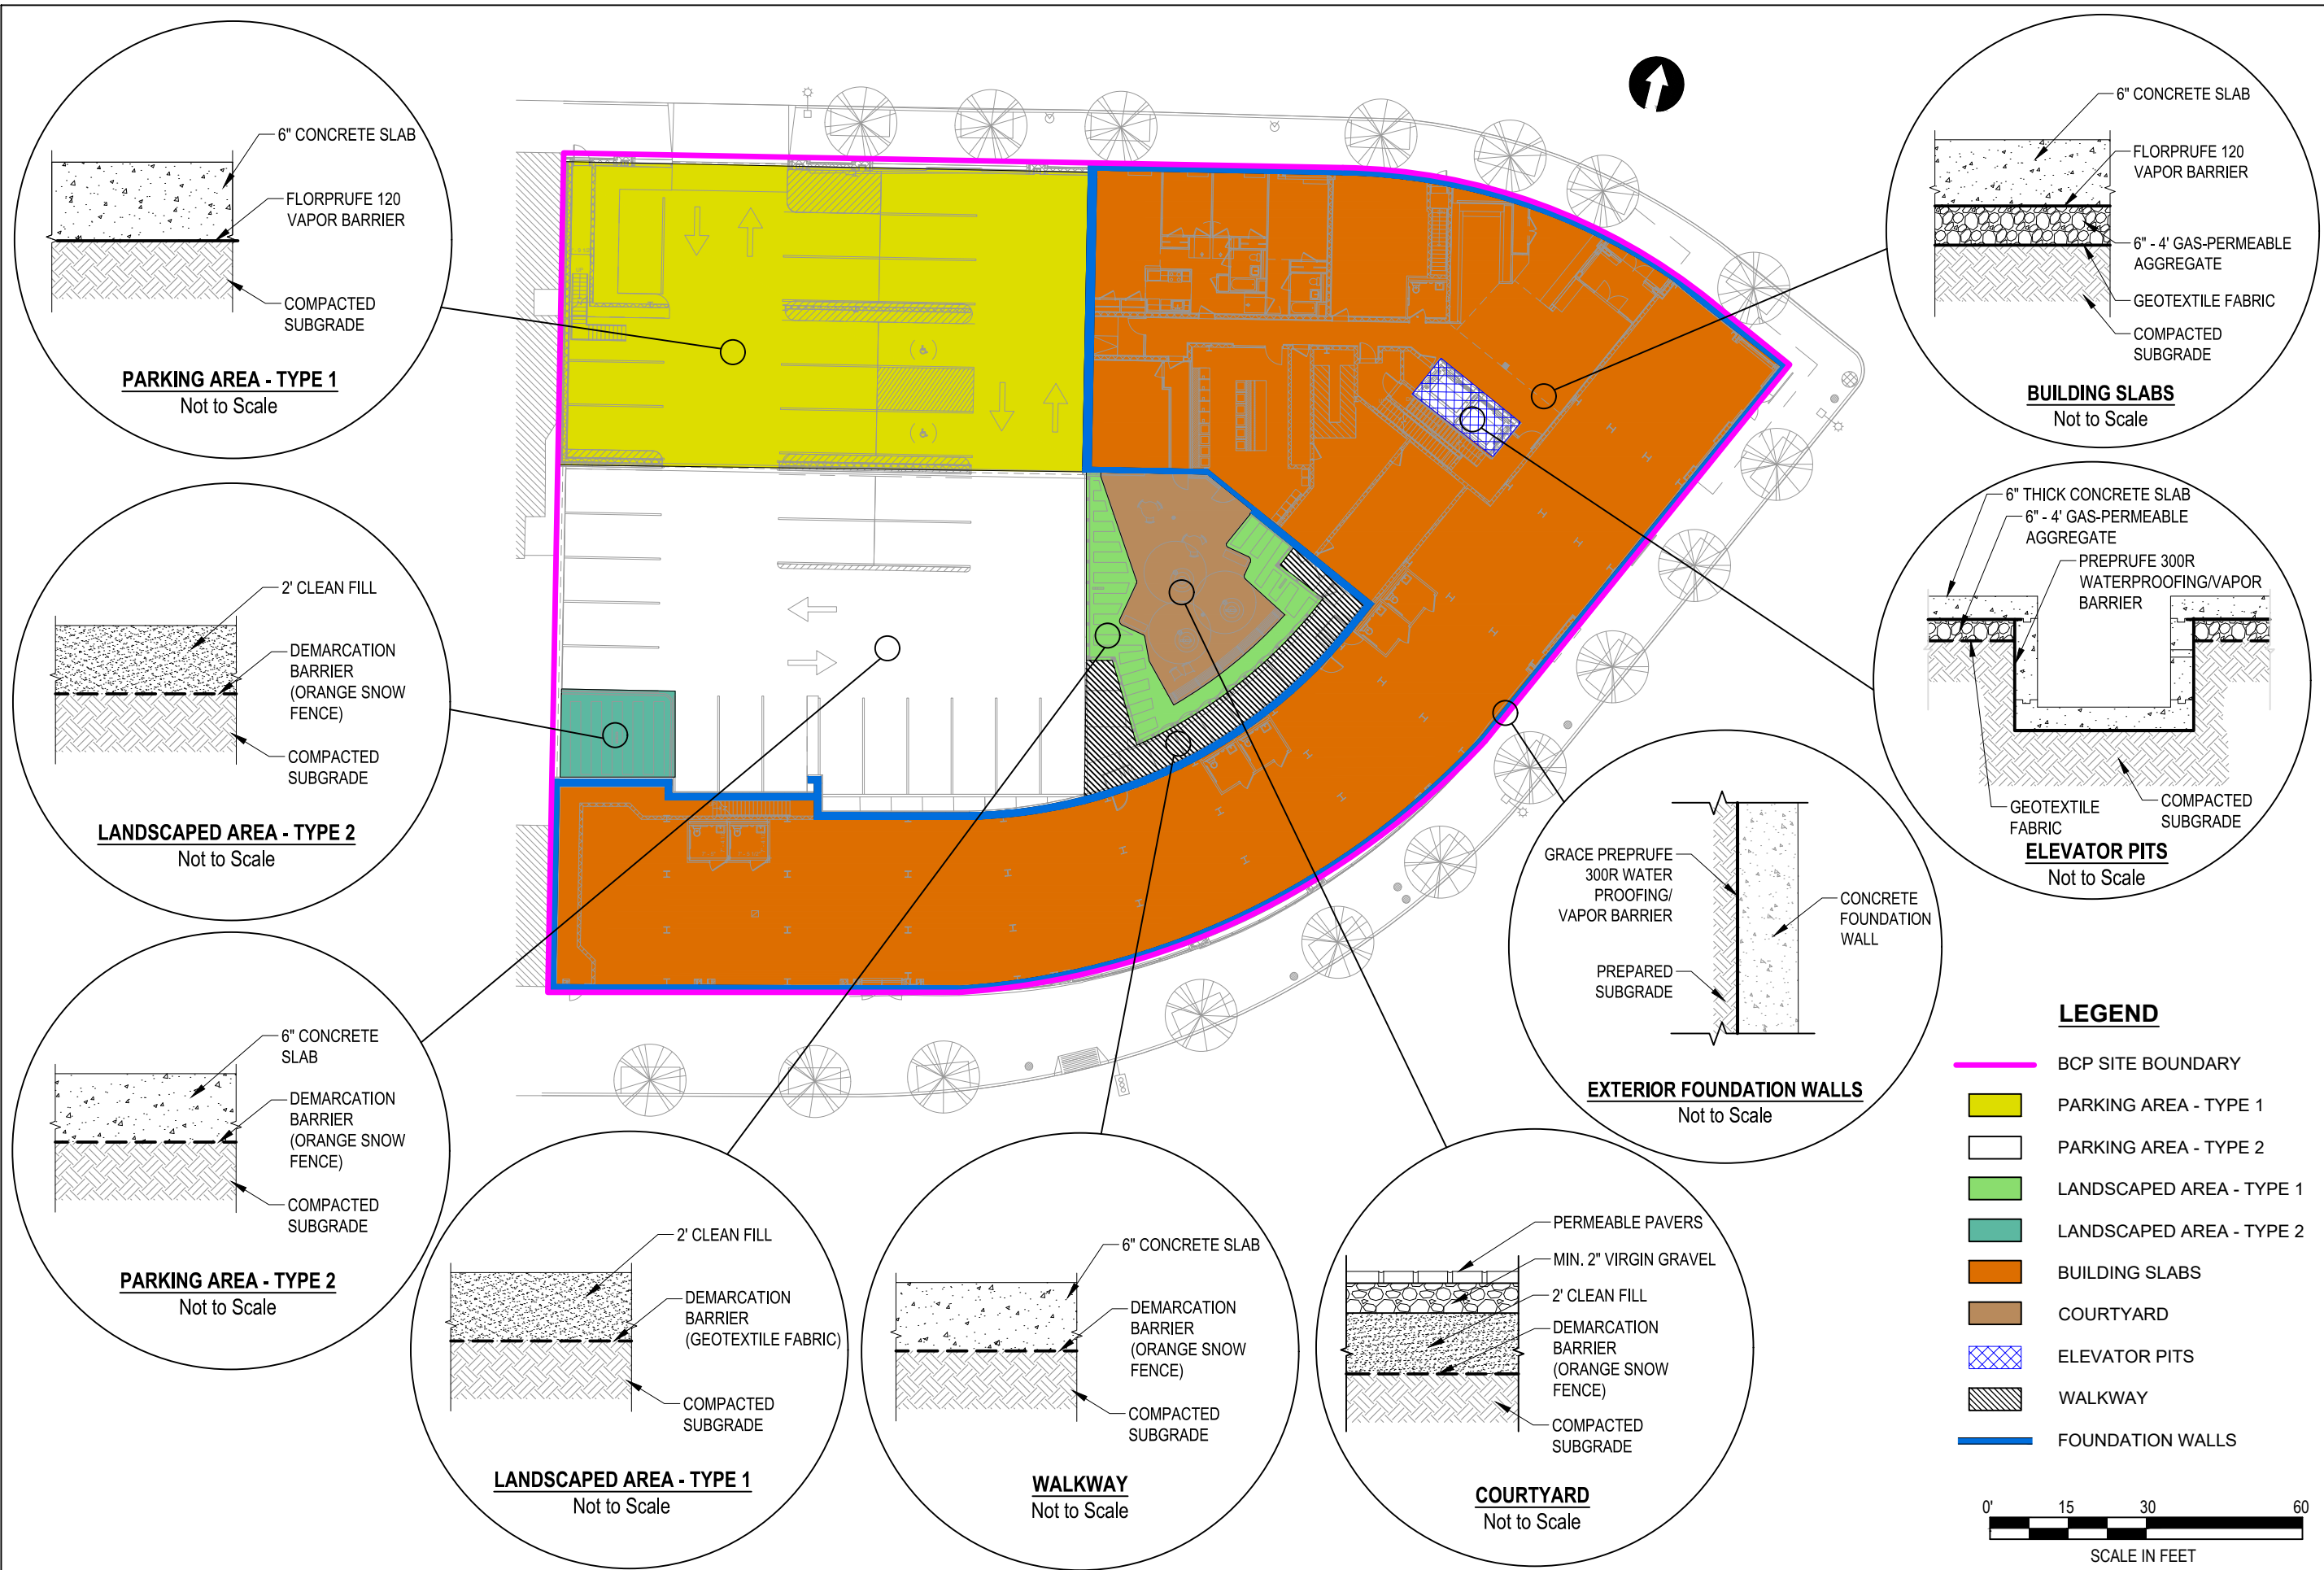 6" CONCRETE SLAB
FLORPRUFE 120
VAPOR BARRIER
COMPACTED
SUBGRADE
PARKING AREA - TYPE 1
Not to Scale
2' CLEAN FILL
DEMARCATION
BARRIER
(ORANGE SNOW
FENCE)
COMPACTED
SUBGRADE
LANDSCAPED AREA - TYPE 2
Not to Scale
6" CONCRETE
SLAB
DEMARCATION
BARRIER
(ORANGE SNOW
FENCE)
COMPACTED
SUBGRADE
PARKING AREA - TYPE 2
Not to Scale
2' CLEAN FILL
DEMARCATION
BARRIER
(GEOTEXTILE FABRIC)
COMPACTED
SUBGRADE
LANDSCAPED AREA - TYPE 1
Not to Scale
6" CONCRETE SLAB
DEMARCATION
BARRIER
(ORANGE SNOW
FENCE)
COMPACTED
SUBGRADE
WALKWAY
Not to Scale
PERMEABLE PAVERS
MIN. 2" VIRGIN GRAVEL
2' CLEAN FILL
DEMARCATION
BARRIER
(ORANGE SNOW
FENCE)
COMPACTED
SUBGRADE
COURTYARD
Not to Scale
GRACE PREPRUFE
300R WATER
PROOFING/
VAPOR BARRIER
CONCRETE
FOUNDATION
WALL
PREPARED
SUBGRADE
EXTERIOR FOUNDATION WALLS
Not to Scale
6" CONCRETE SLAB
FLORPRUFE 120
VAPOR BARRIER
6" - 4' GAS-PERMEABLE
AGGREGATE
GEOTEXTILE FABRIC
COMPACTED
SUBGRADE
BUILDING SLABS
Not to Scale
6" THICK CONCRETE SLAB
6" - 4' GAS-PERMEABLE
AGGREGATE
PREPRUFE 300R
WATERPROOFING/VAPOR
BARRIER
GEOTEXTILE
FABRIC
COMPACTED
SUBGRADE
ELEVATOR PITS
Not to Scale
LEGEND
BCP SITE BOUNDARY
PARKING AREA - TYPE 1
PARKING AREA - TYPE 2
LANDSCAPED AREA - TYPE 1
LANDSCAPED AREA - TYPE 2
BUILDING SLABS
COURTYARD
ELEVATOR PITS
WALKWAY
FOUNDATION WALLS
0' 15 30 60
SCALE IN FEET